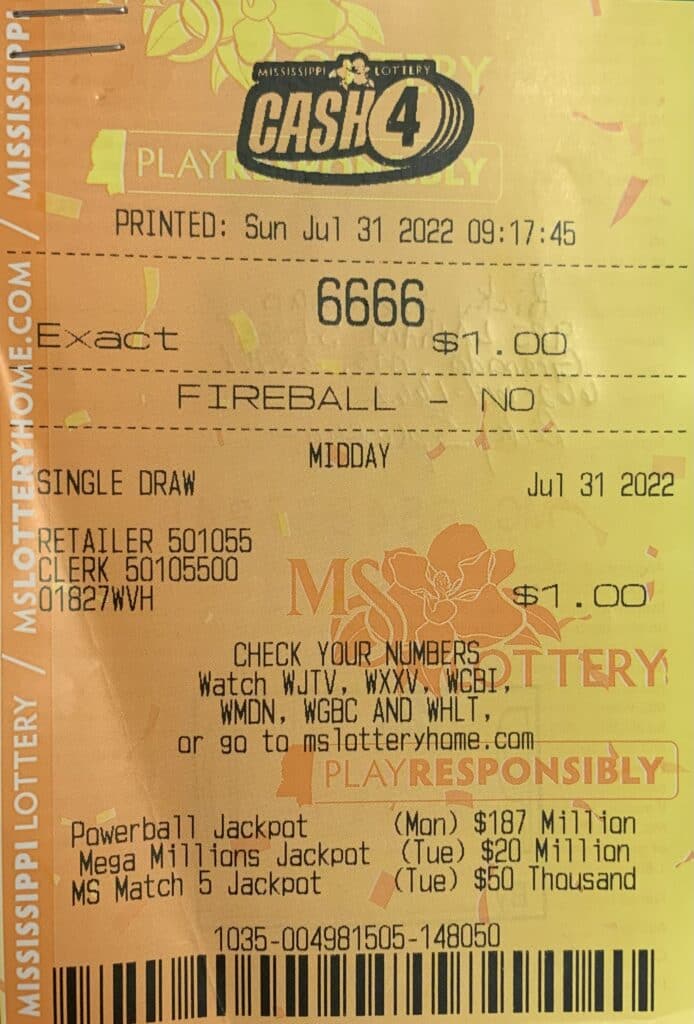 MISSISSIPPI LOTTERY / MSLOTTERYHOME.COM / MISSISSIPPI
LOTTERY
MISSISSIPPI LOTTERY
CASH 4
PLAYRESPONSIBLY
PRINTED: Sun Jul 31 2022 09:17:45
6666
Exact $1.00
FIREBALL - NO
MIDDAY
SINGLE DRAW Jul 31 2022
RETAILER 501055
CLERK 50105500
01827WVH $1.00
MS LOTTERY
CHECK YOUR NUMBERS
Watch WJTV, WXXV, WCBI,
WMDN, WGBC AND WHLT,
or go to mslotteryhome.com
PLAYRESPONSIBLY
Powerball Jackpot (Mon) $187 Million
Mega Millions Jackpot (Tue) $20 Million
MS Match 5 Jackpot (Tue) $50 Thousand
1035-004981505-148050